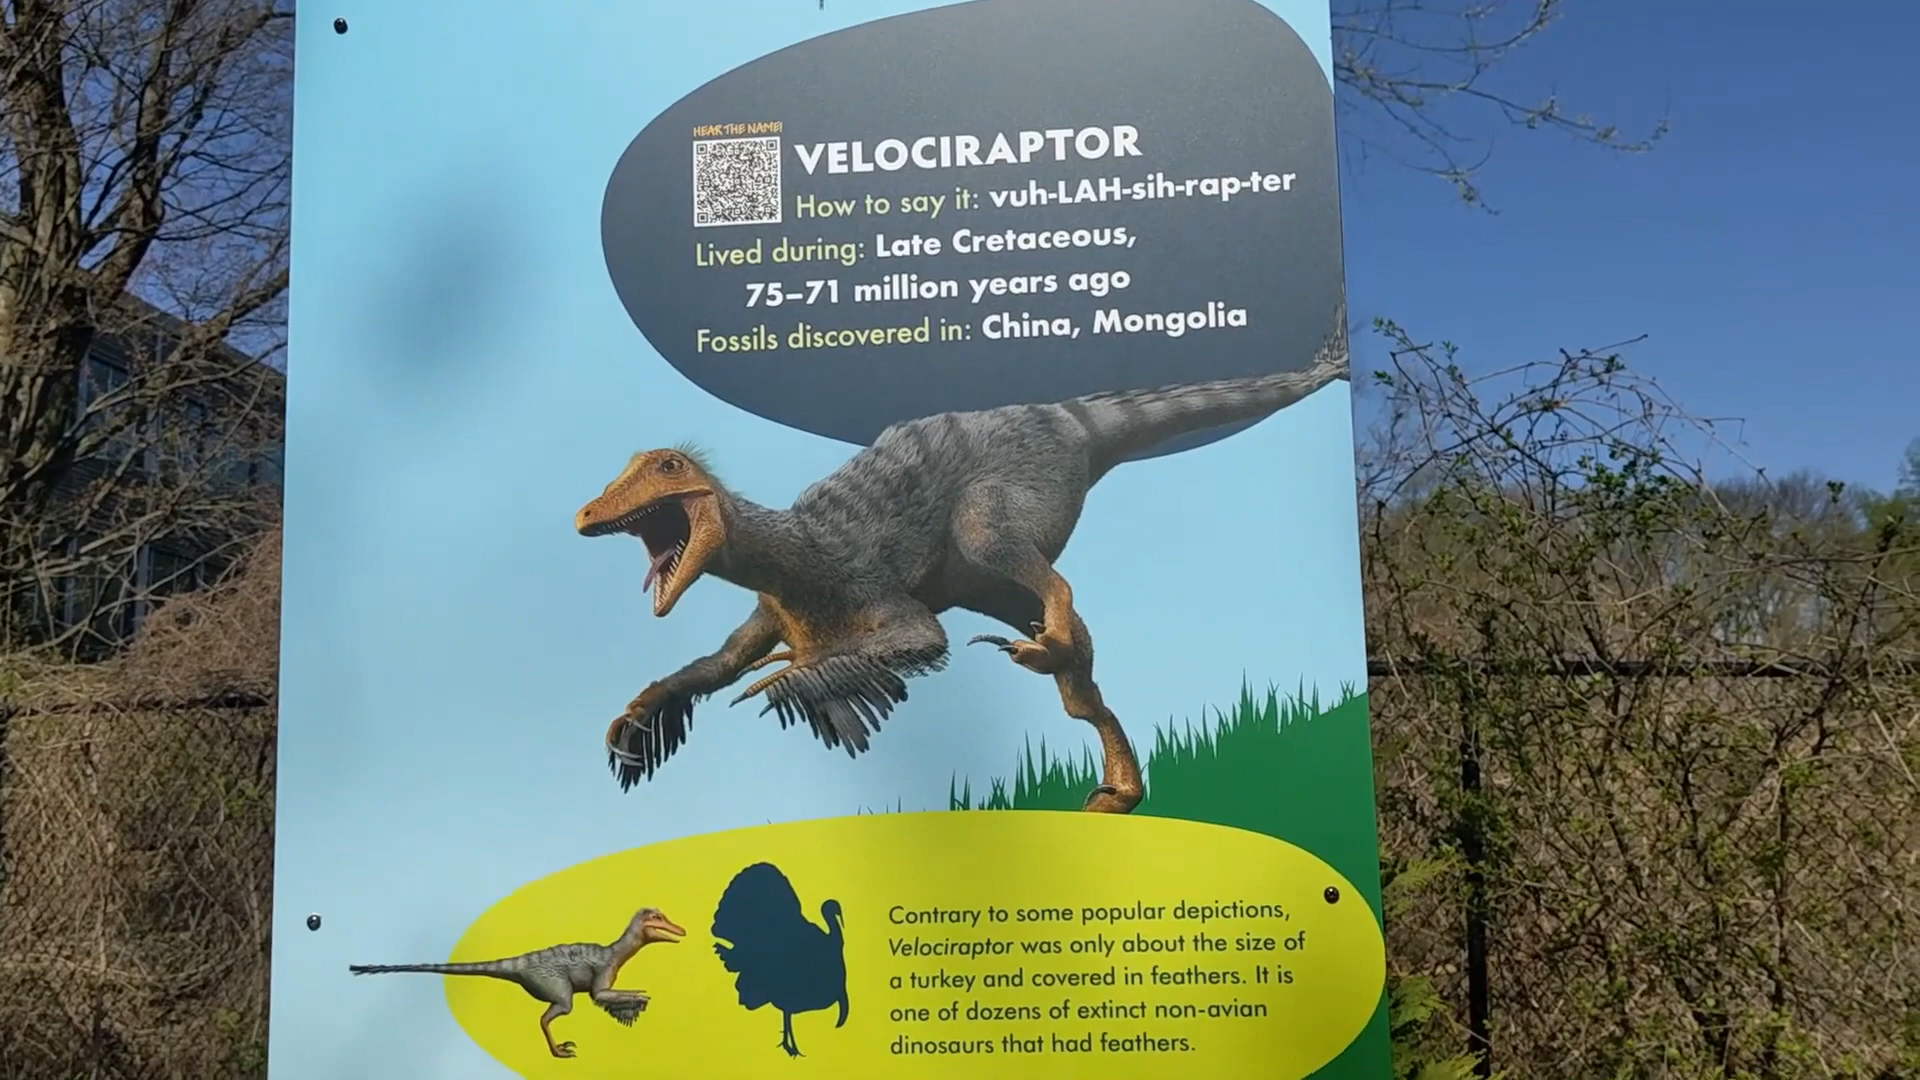 HEAR THE NAME!
VELOCIRAPTOR
How to say it: vuh-LAH-sih-rap-ter
Lived during: Late Cretaceous,
75–71 million years ago
Fossils discovered in: China, Mongolia
Contrary to some popular depictions,
Velociraptor was only about the size of
a turkey and covered in feathers. It is
one of dozens of extinct non-avian
dinosaurs that had feathers.